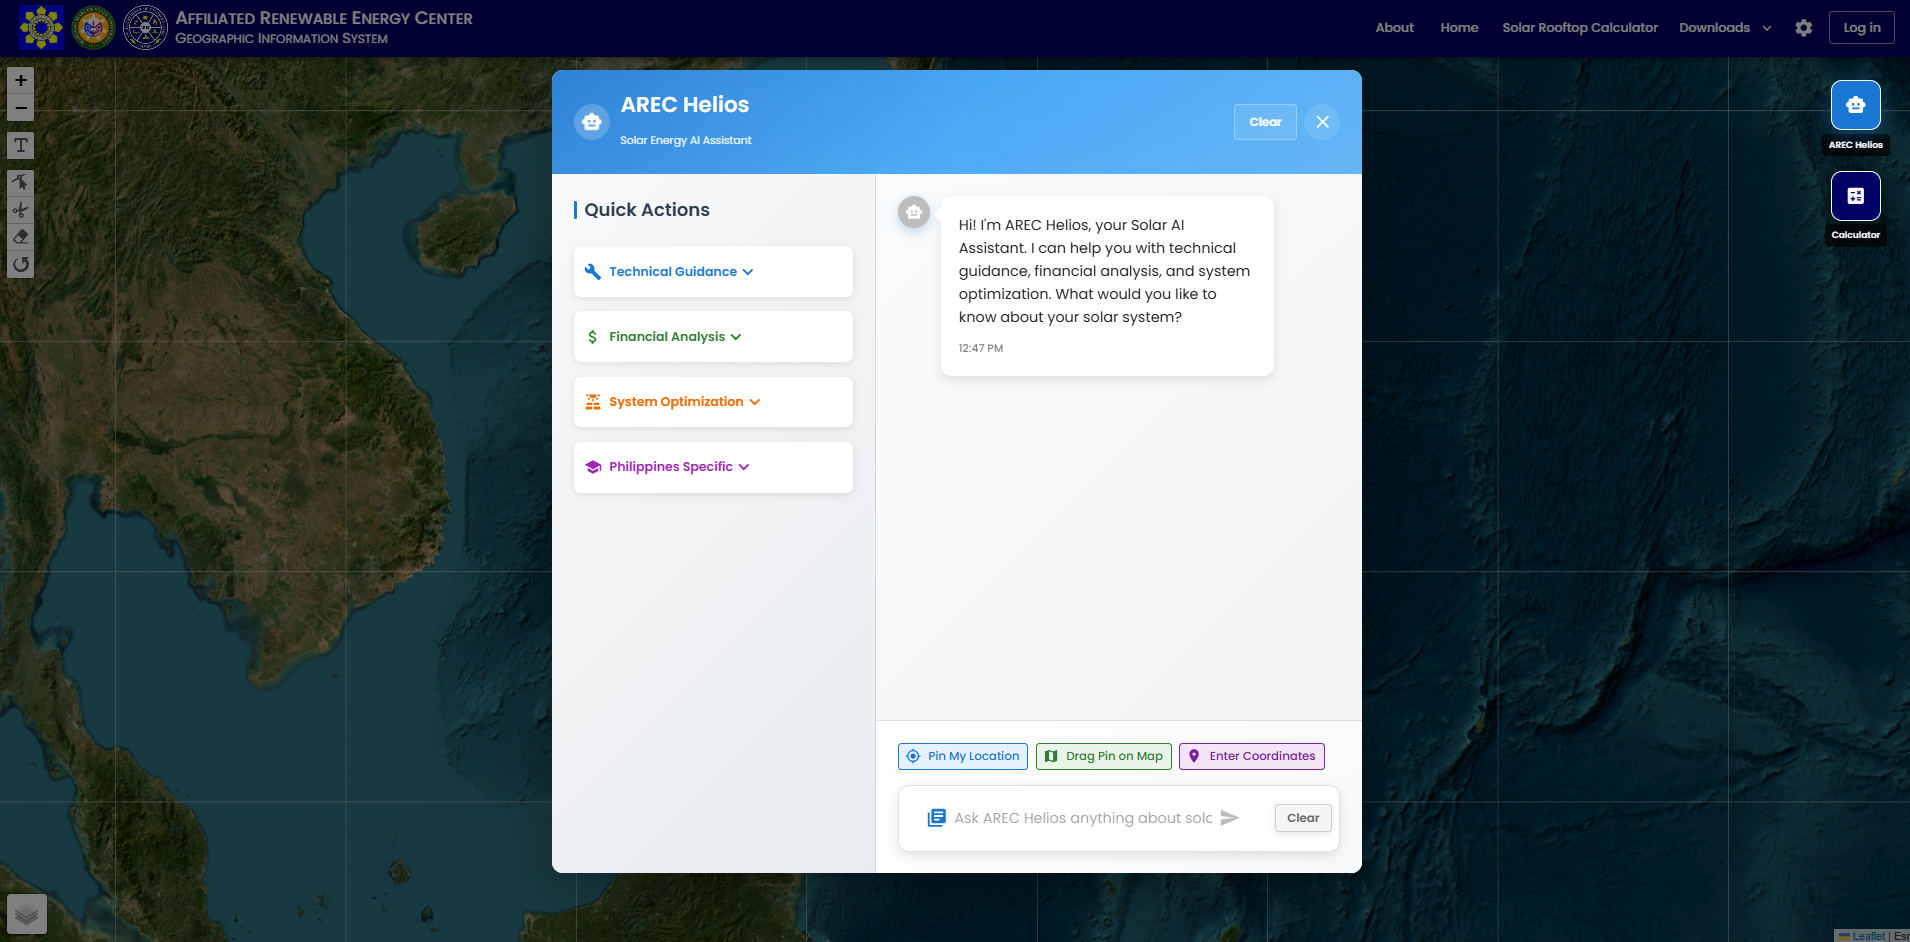 AFFILIATED RENEWABLE ENERGY CENTER
GEOGRAPHIC INFORMATION SYSTEM
About
Home
Solar Rooftop Calculator
Downloads
Log in
+
−
T
AREC Helios
Solar Energy AI Assistant
Clear
AREC Helios
Calculator
Quick Actions
Technical Guidance
Financial Analysis
System Optimization
Philippines Specific
Hi! I'm AREC Helios, your Solar AI
Assistant. I can help you with technical
guidance, financial analysis, and system
optimization. What would you like to
know about your solar system?
12:47 PM
Pin My Location
Drag Pin on Map
Enter Coordinates
Ask AREC Helios anything about sola
Clear
Leaflet | Esr